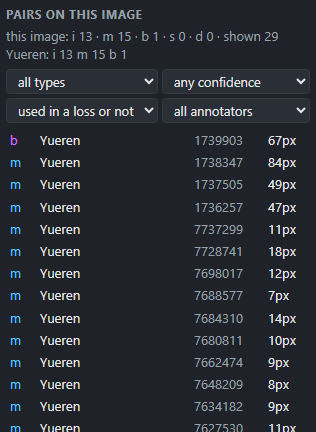 PAIRS ON THIS IMAGE
this image: i 13 · m 15 · b 1 · s 0 · d 0 · shown 29
Yueren: i 13 m 15 b 1
all types any confidence
used in a loss or not all annotators
b Yueren 1739903 67px
m Yueren 1738347 84px
m Yueren 1737505 49px
m Yueren 1736257 47px
m Yueren 7737299 11px
m Yueren 7728741 18px
m Yueren 7698017 12px
m Yueren 7688577 7px
m Yueren 7684310 14px
m Yueren 7680811 10px
m Yueren 7662474 9px
m Yueren 7648209 8px
m Yueren 7634182 9px
m Yueren 7627530 11px